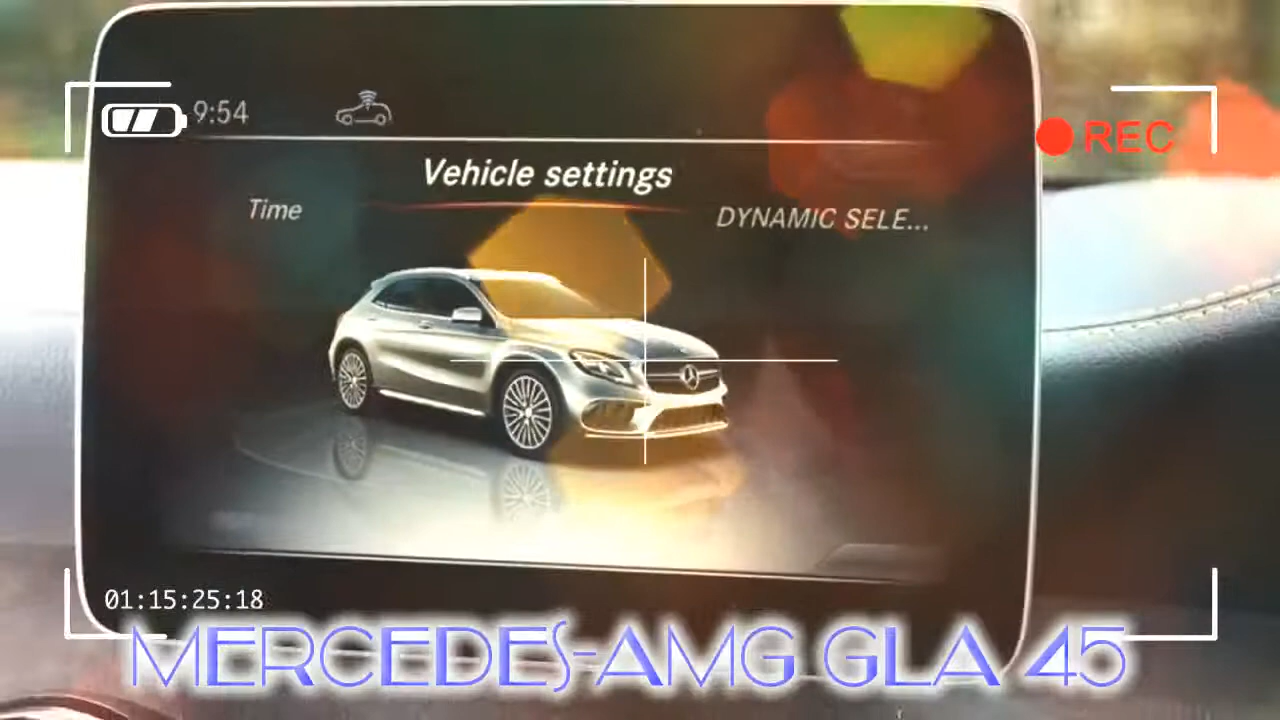 9:54
REC
Vehicle settings
Time
DYNAMIC SELE...
01:15:25:18
MERCEDES-AMG GLA 45